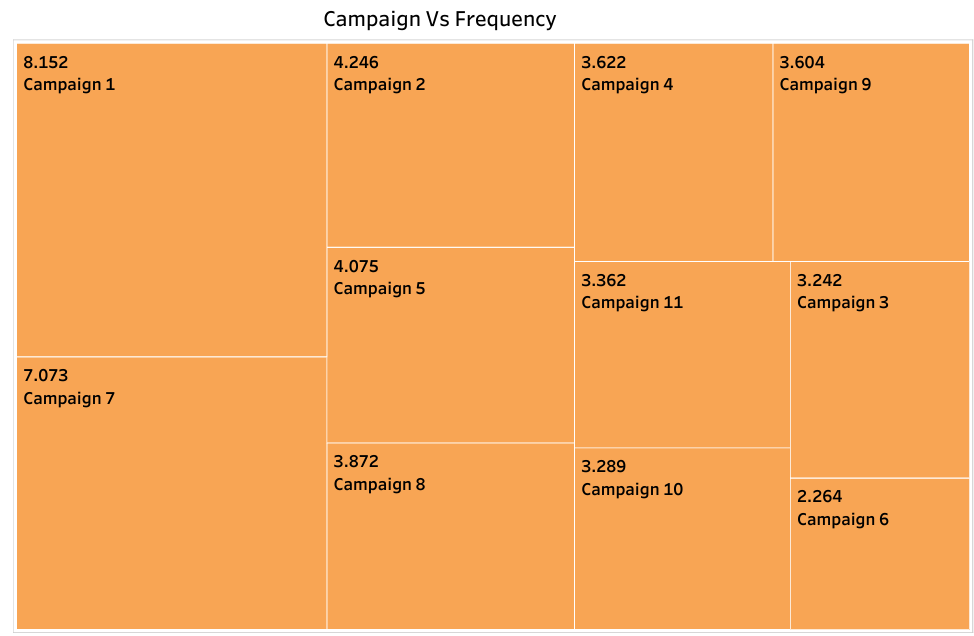 Campaign Vs Frequency
8.152
Campaign 1
7.073
Campaign 7
4.246
Campaign 2
4.075
Campaign 5
3.872
Campaign 8
3.622
Campaign 4
3.604
Campaign 9
3.362
Campaign 11
3.289
Campaign 10
3.242
Campaign 3
2.264
Campaign 6